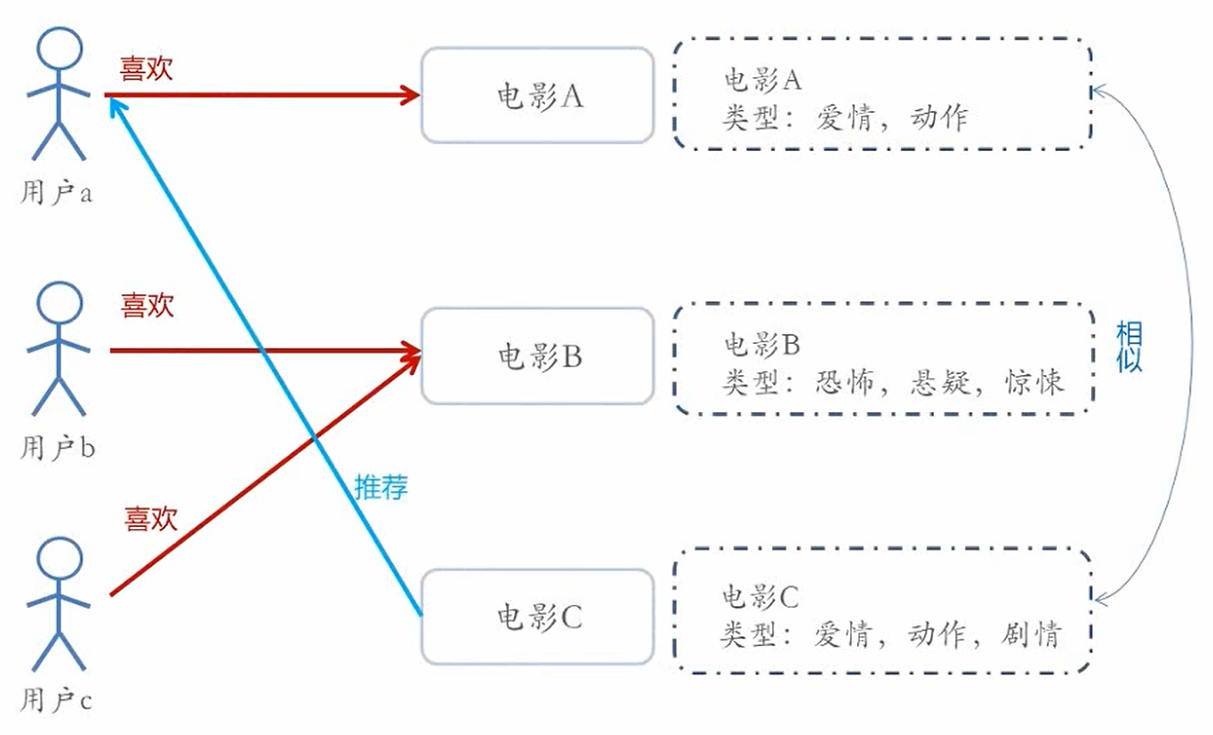 喜欢
电影A
电影A
类型：爱情，动作
用户a
喜欢
电影B
电影B
类型：恐怖，悬疑，惊悚
相似
用户b
推荐
喜欢
电影C
电影C
类型：爱情，动作，剧情
用户c